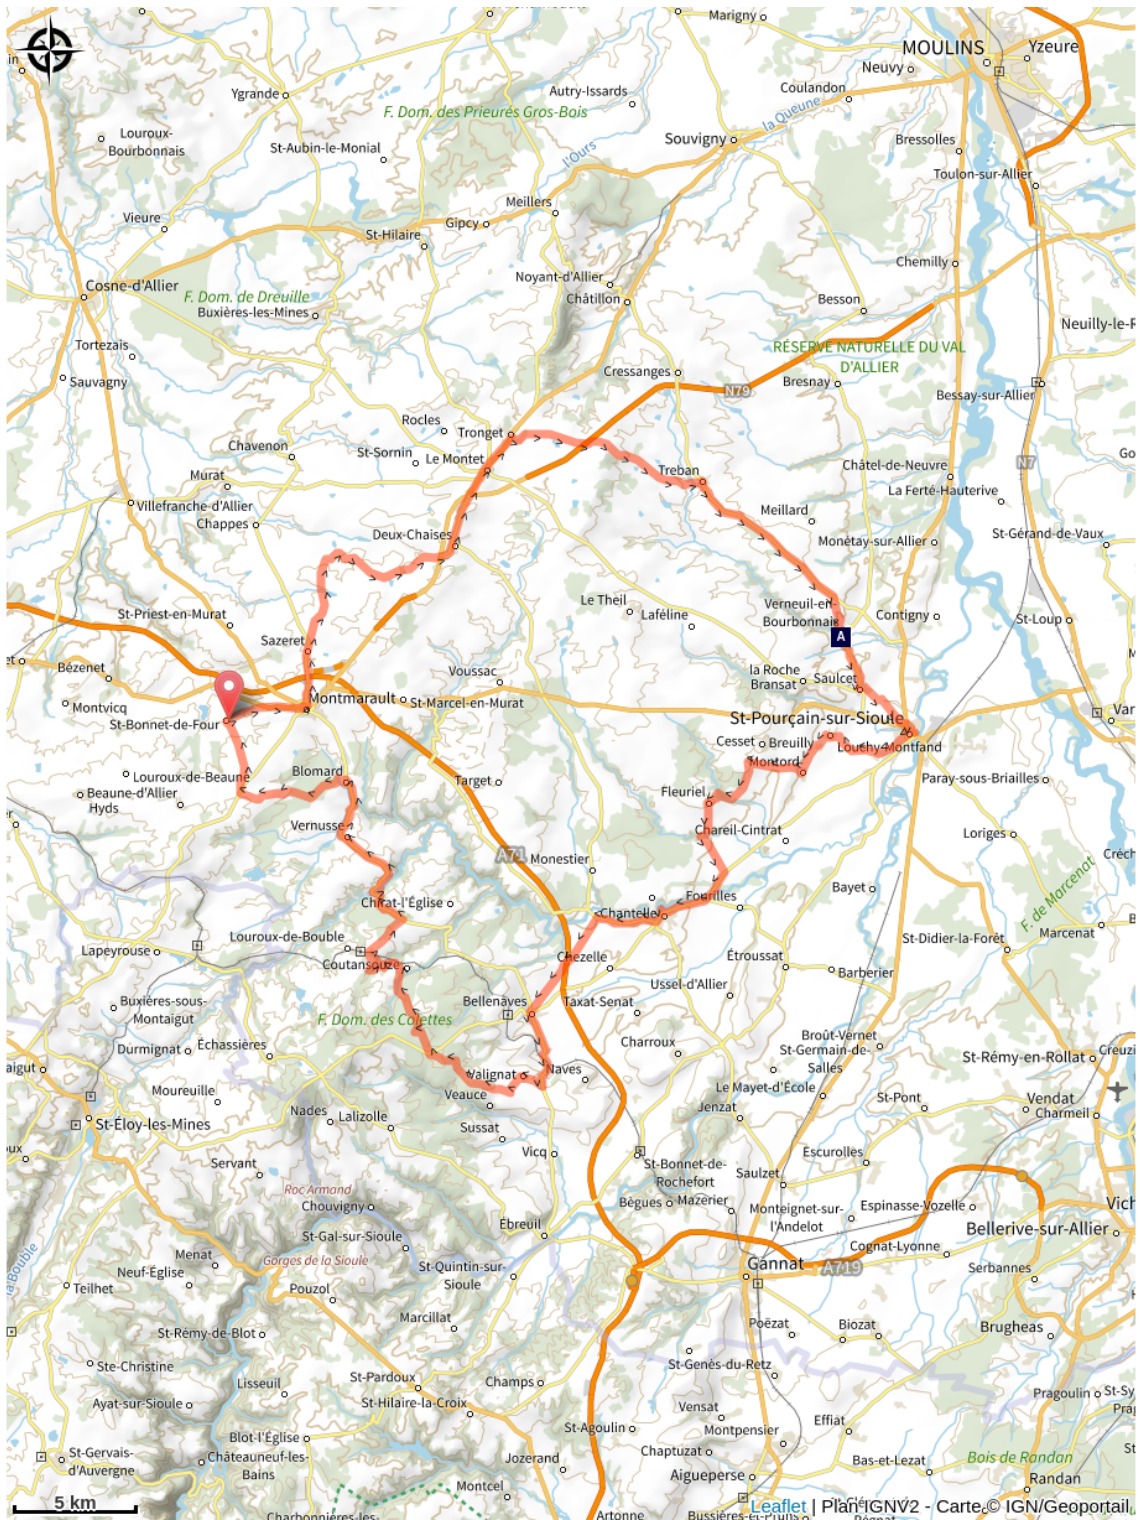 Marigny
MOULINS
Yzeure
Neuvy
Coulandon
Autry-Issards
Ygrande
F. Dom. des Prieurés Gros-Bois
la Queune
Louroux-
Bourbonnais
St-Aubin-le-Monial
l'Ours
Souvigny
Bressolles
Toulon-sur-Allier
Meillers
Vieure
Gipcy
St-Hilaire
Chemilly
Noyant-d'Allier
Cosne-d'Allier
F. Dom. de Dreuille
Buxières-les-Mines
Châtillon
Besson
Neuilly-le-R
Tortezais
RÉSERVE NATURELLE DU VAL
D'ALLIER
Cressanges
Sauvagny
Bresnay
N79
Bessay-sur-Allier
Rocles
Tronget
Chavenon
St-Sornin
Le Montet
Go
Murat
Treban
Châtel-de-Neuvre
N7
La Ferté-Hauterive
Villefranche-d'Allier
Chappes
Meillard
Deux-Chaises
Monétay-sur-Allier
St-Gérand-de-Vaux
Le Theil
Laféline
Verneuil-en-
Bourbonnais
Contigny
St-Loup
St-Priest-en-Murat
A
Sazeret
et
Bézenet
Voussac
la Roche
Bransat
Saulcet
Montvicq
Montmarault
St-Marcel-en-Murat
Var
St-Bonnet-de-Four
St-Pourçain-sur-Sioule
Cesset
Breuilly
Louchy-Montfand
Montord
Louroux-de-Beaune
Blomard
Target
Paray-sous-Briailles
Beaune-d'Allier
Hyds
Fleuriel
Vernusse
Chareil-Cintrat
Loriges
A71
Monestier
Créch
Bayet
F. de Marcenat
Chirat-l'Église
Fourilles
Chantelle
Marcenat
Louroux-de-Bouble
St-Didier-la-Forêt
Lapeyrouse
Coutansouze
Chezelle
Étroussat
Barberier
Ussel-d'Allier
Buxières-sous-
Montaigut
Bellenaves
Taxat-Senat
F. Dom. des Colettes
Broût-Vernet
Durmignat
Échassières
Charroux
St-Germain-de-
Salles
St-Rémy-en-Rollat
Creuzi
aigut
Valignat
Naves
Moureuille
Veauce
Le Mayet-d'École
St-Pont
Vendat
Charmeil
Nades
Lalizolle
Jenzat
St-Éloy-les-Mines
Sussat
Vicq
Escurolles
Servant
St-Bonnet-de-
Rochefort
Saulzet
Roc Armand
Chouvigny
Bègues
Mazerier
Monteignet-sur-
l'Andelot
Espinasse-Vozelle
Vich
Ébreuil
Bellerive-sur-Allier
St-Gal-sur-Sioule
Cognat-Lyonne
Menat
Gorges de la Sioule
Gannat
A719
Neuf-Église
St-Quintin-sur-
Sioule
Serbannes
Teilhet
Pouzol
la Bouble
Marcillat
Poëzat
Biozat
Brugheas
St-Rémy-de-Blot
Ste-Christine
St-Genès-du-Retz
Lisseuil
St-Pardoux
Champs
Pragoulin
St-Sy
Ayat-sur-Sioule
St-Hilaire-la-Croix
Vensat
Effiat
Blot-l'Église
St-Agoulin
Montpensier
St-Gervais-
d'Auvergne
Châteauneuf-les-
Bains
Jozerand
Chaptuzat
Bas-et-Lezat
Bois de Randan
Aigueperse
Randan
Montcel
5 km
Charbonnières-les-
Artonne
Leaflet | Plan IGNV2 - Carte © IGN/Geoportail